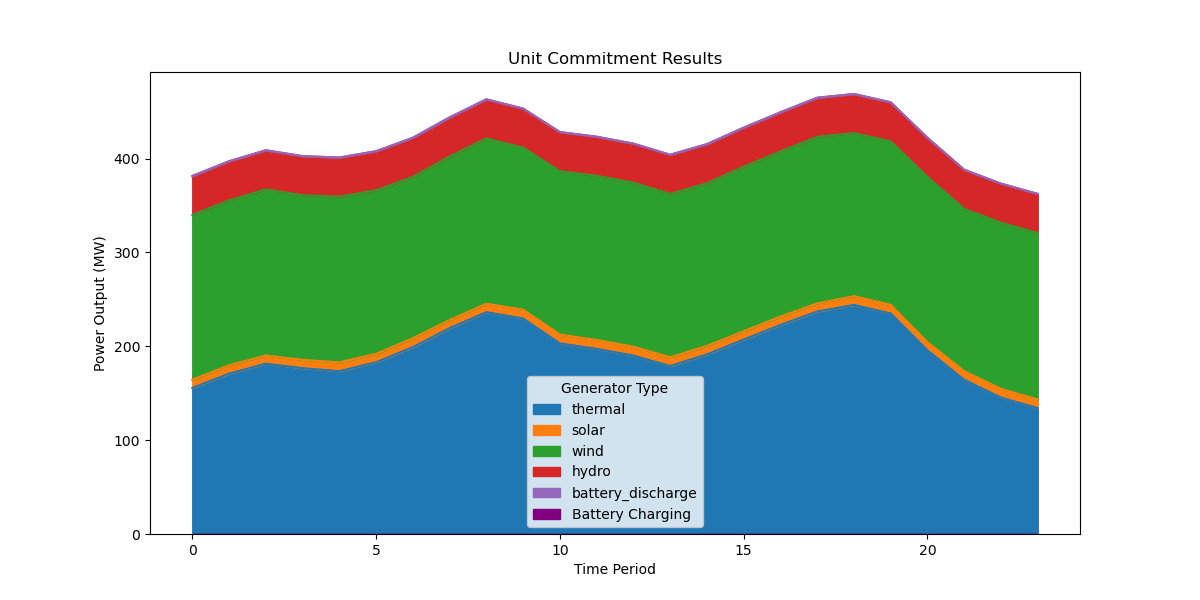 Unit Commitment Results
Power Output (MW)
400
300
200
100
0
Generator Type
thermal
solar
wind
hydro
battery_discharge
Battery Charging
0 5 10 15 20
Time Period